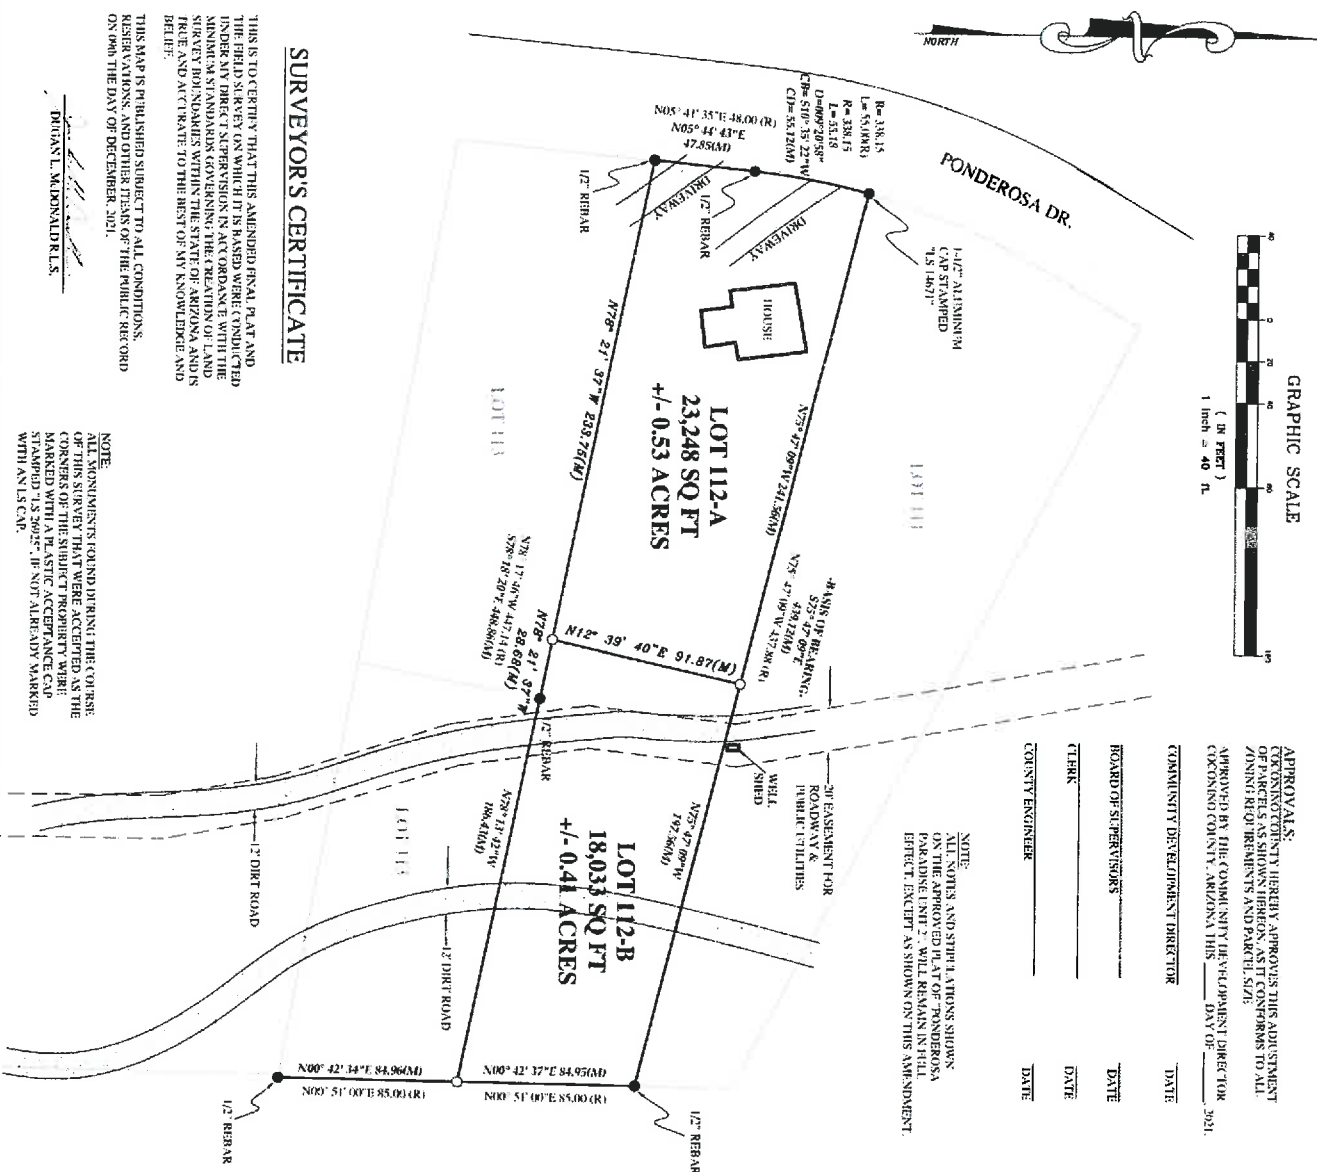 NORTH
PONDEROSA DR.
GRAPHIC SCALE
( IN FEET )
1 inch = 40 ft.
40
0
20
40
80
R= 338.15
L= 55.00(R)
R= 338.15
L= 55.18
D=009°20'58"
CB= S10° 35' 22"W
CD= 55.12(M)
N05° 41' 35"E 48.00 (R)
N05° 44' 43"E
47.85(M)
1/2" REBAR
DRIVEWAY
1/2" REBAR
DRIVEWAY
1-1/2" ALUMINUM
CAP STAMPED
"LS 14671"
HOUSE
LOT 112-A
23,248 SQ FT
+/- 0.53 ACRES
N78° 21' 37"W 233.75(M)
N75° 47' 09"W 241.56(M)
LOT 113
LOT 111
BASIS OF BEARING:
S75° 47' 09"E
439.12(M)
N75° 47' 09"W 437.88 (R)
N12° 39' 40"E 91.87(M)
N78° 21' 37"W
28.68(M)
N78° 17' 46"W 447.14 (R)
S78° 18' 20"E 448.86(M)
1/2" REBAR
WELL
SHED
20' EASEMENT FOR
ROADWAY &
PUBLIC UTILITIES
N75° 47' 09"W
197.56(M)
N78° 13' 42"W
186.43(M)
LOT 112-B
18,033 SQ FT
+/- 0.41 ACRES
12' DIRT ROAD
12' DIRT ROAD
N00° 42' 34"E 84.96(M)
N00° 51' 00"E 85.00 (R)
N00° 42' 37"E 84.95(M)
N00° 51' 00"E 85.00 (R)
1/2" REBAR
1/2" REBAR
SURVEYOR'S CERTIFICATE
THIS IS TO CERTIFY THAT THIS AMENDED FINAL PLAT AND
THE FIELD SURVEY ON WHICH IT IS BASED WERE CONDUCTED
UNDER MY DIRECT SUPERVISION IN ACCORDANCE WITH THE
MINIMUM STANDARDS GOVERNING THE CREATION OF LAND
SURVEY BOUNDARIES WITHIN THE STATE OF ARIZONA AND IS
TRUE AND ACCURATE TO THE BEST OF MY KNOWLEDGE AND
BELIEF.
THIS MAP IS PUBLISHED SUBJECT TO ALL CONDITIONS,
RESERVATIONS, AND OTHER ITEMS OF THE PUBLIC RECORD
ON 09th THE DAY OF DECEMBER, 2021.
DUGAN L. McDONALD R.L.S.
NOTE:
ALL MONUMENTS FOUND DURING THE COURSE
OF THIS SURVEY THAT WERE ACCEPTED AS THE
CORNERS OF THE SUBJECT PROPERTY WERE
MARKED WITH A PLASTIC ACCEPTANCE CAP
STAMPED "LS 26925", IF NOT ALREADY MARKED
WITH AN LS CAP.
APPROVALS:
COCONINO COUNTY HEREBY APPROVES THIS ADJUSTMENT
OF PARCELS AS SHOWN HEREON, AS IT CONFORMS TO ALL
ZONING REQUIREMENTS AND PARCEL SIZE
APPROVED BY THE COMMUNITY DEVELOPMENT DIRECTOR
COCONINO COUNTY, ARIZONA THIS ____ DAY OF ____, 2021.
COMMUNITY DEVELOPMENT DIRECTOR DATE
BOARD OF SUPERVISORS DATE
CLERK DATE
COUNTY ENGINEER DATE
NOTE:
ALL NOTES AND STIPULATIONS SHOWN
ON THE APPROVED PLAT OF "PONDEROSA
PARADISE UNIT 2", WILL REMAIN IN FULL
EFFECT, EXCEPT AS SHOWN ON THIS AMENDMENT.